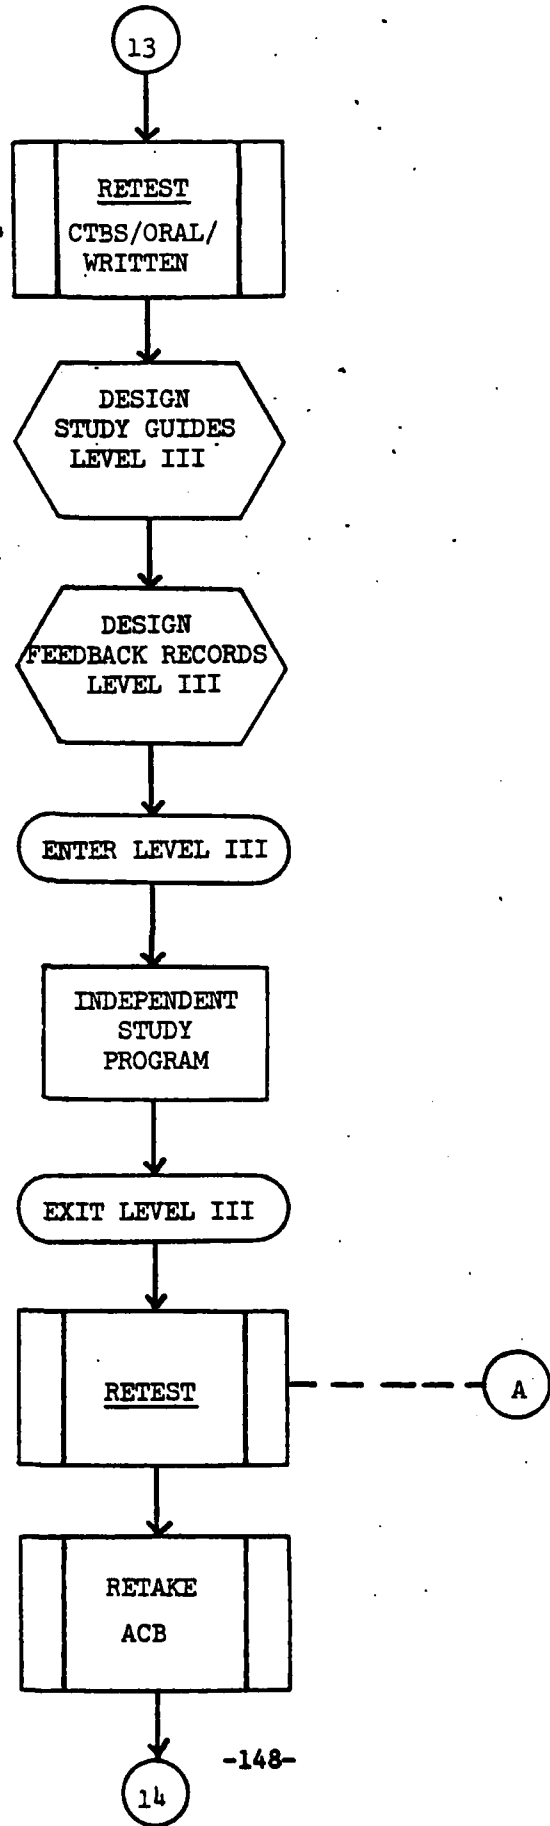 13
RETEST
CTBS/ORAL/
WRITTEN
DESIGN
STUDY GUIDES
LEVEL III
DESIGN
FEEDBACK RECORDS
LEVEL III
ENTER LEVEL III
INDEPENDENT
STUDY
PROGRAM
EXIT LEVEL III
RETEST
A
RETAKE
ACB
-148-
14